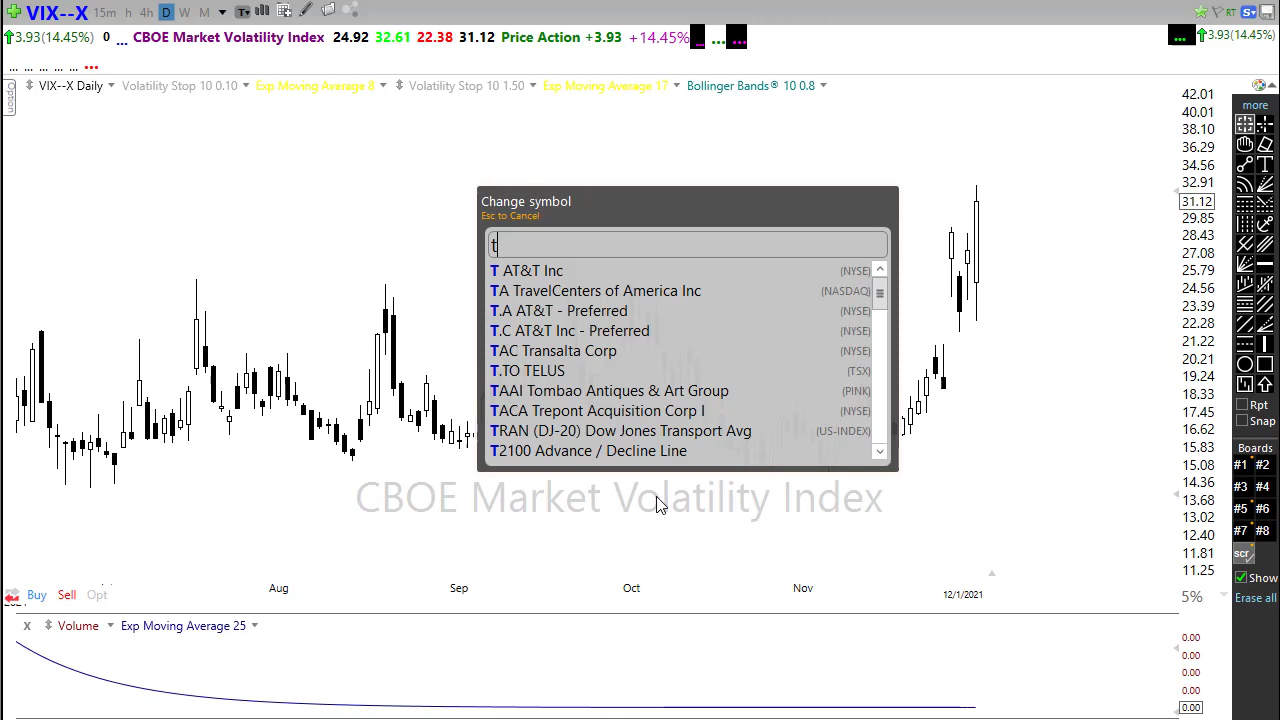 VIX--X 15m h 4h D W M T RT S
3.93(14.45%) 0 ... CBOE Market Volatility Index 24.92 32.61 22.38 31.12 Price Action +3.93 +14.45% ... ... ... ... 3.93(14.45%)
... ... ... ... ... ...
Option
VIX--X Daily Volatility Stop 10 0.10 Exp Moving Average 8 Volatility Stop 10 1.50 Exp Moving Average 17 Bollinger Bands® 10 0.8
42.01
40.01
38.10
36.29
34.56
32.91
31.12
29.85
28.43
27.08
25.79
24.56
23.39
22.28
21.22
20.21
19.24
18.33
17.45
16.62
15.83
15.08
14.36
13.68
13.02
12.40
11.81
11.25
5%
Change symbol
Esc to Cancel
t
T AT&T Inc (NYSE)
TA TravelCenters of America Inc (NASDAQ)
T.A AT&T - Preferred (NYSE)
T.C AT&T Inc - Preferred (NYSE)
TAC Transalta Corp (NYSE)
T.TO TELUS (TSX)
TAAI Tombao Antiques & Art Group (PINK)
ACA Trepont Acquisition Corp I (NYSE)
TRAN (DJ-20) Dow Jones Transport Avg (US-INDEX)
T2100 Advance / Decline Line
CBOE Market Volatility Index
Aug Sep Oct Nov 12/1/2021
Buy Sell Opt
X Volume Exp Moving Average 25
0.00
0.00
0.00
0.00
0.00
more
T
Rpt
Snap
Boards
#1 #2
#3 #4
#5 #6
#7 #8
scr
Show
Erase all